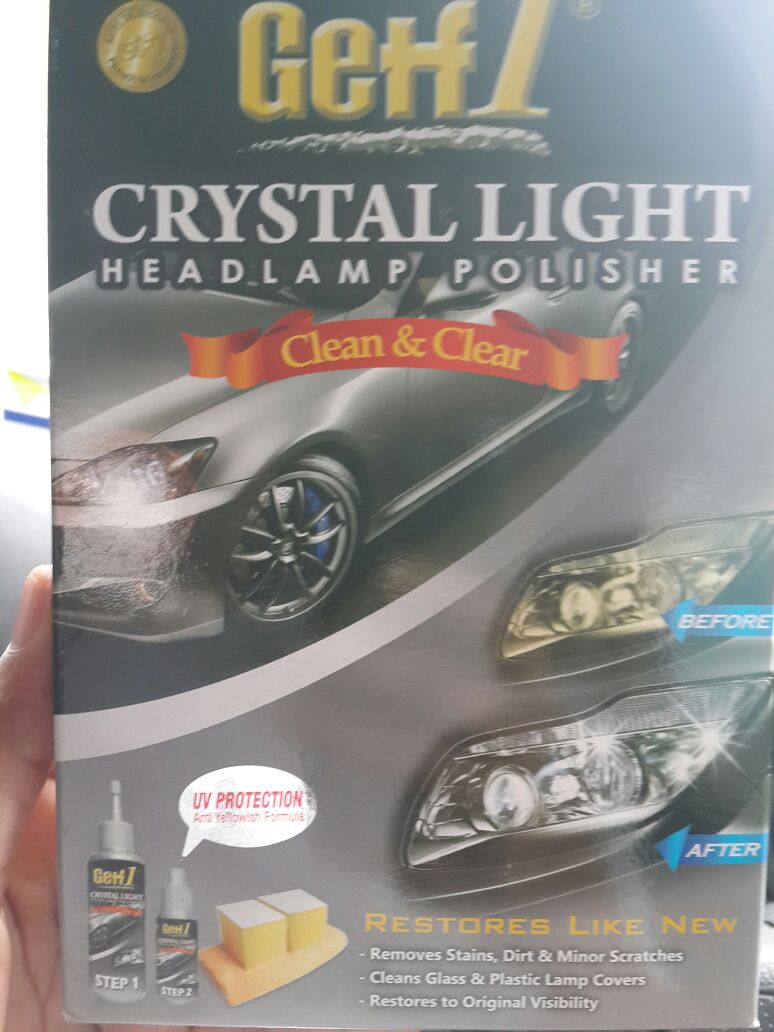 Getf1
®
CRYSTAL LIGHT
HEADLAMP POLISHER
Clean & Clear
BEFORE
AFTER
UV PROTECTION
Anti Yellowish Formula
Getf1
CRYSTAL LIGHT
STEP 1
Getf1
CRYSTAL LIGHT
STEP 2
RESTORES LIKE NEW
- Removes Stains, Dirt & Minor Scratches
- Cleans Glass & Plastic Lamp Covers
- Restores to Original Visibility